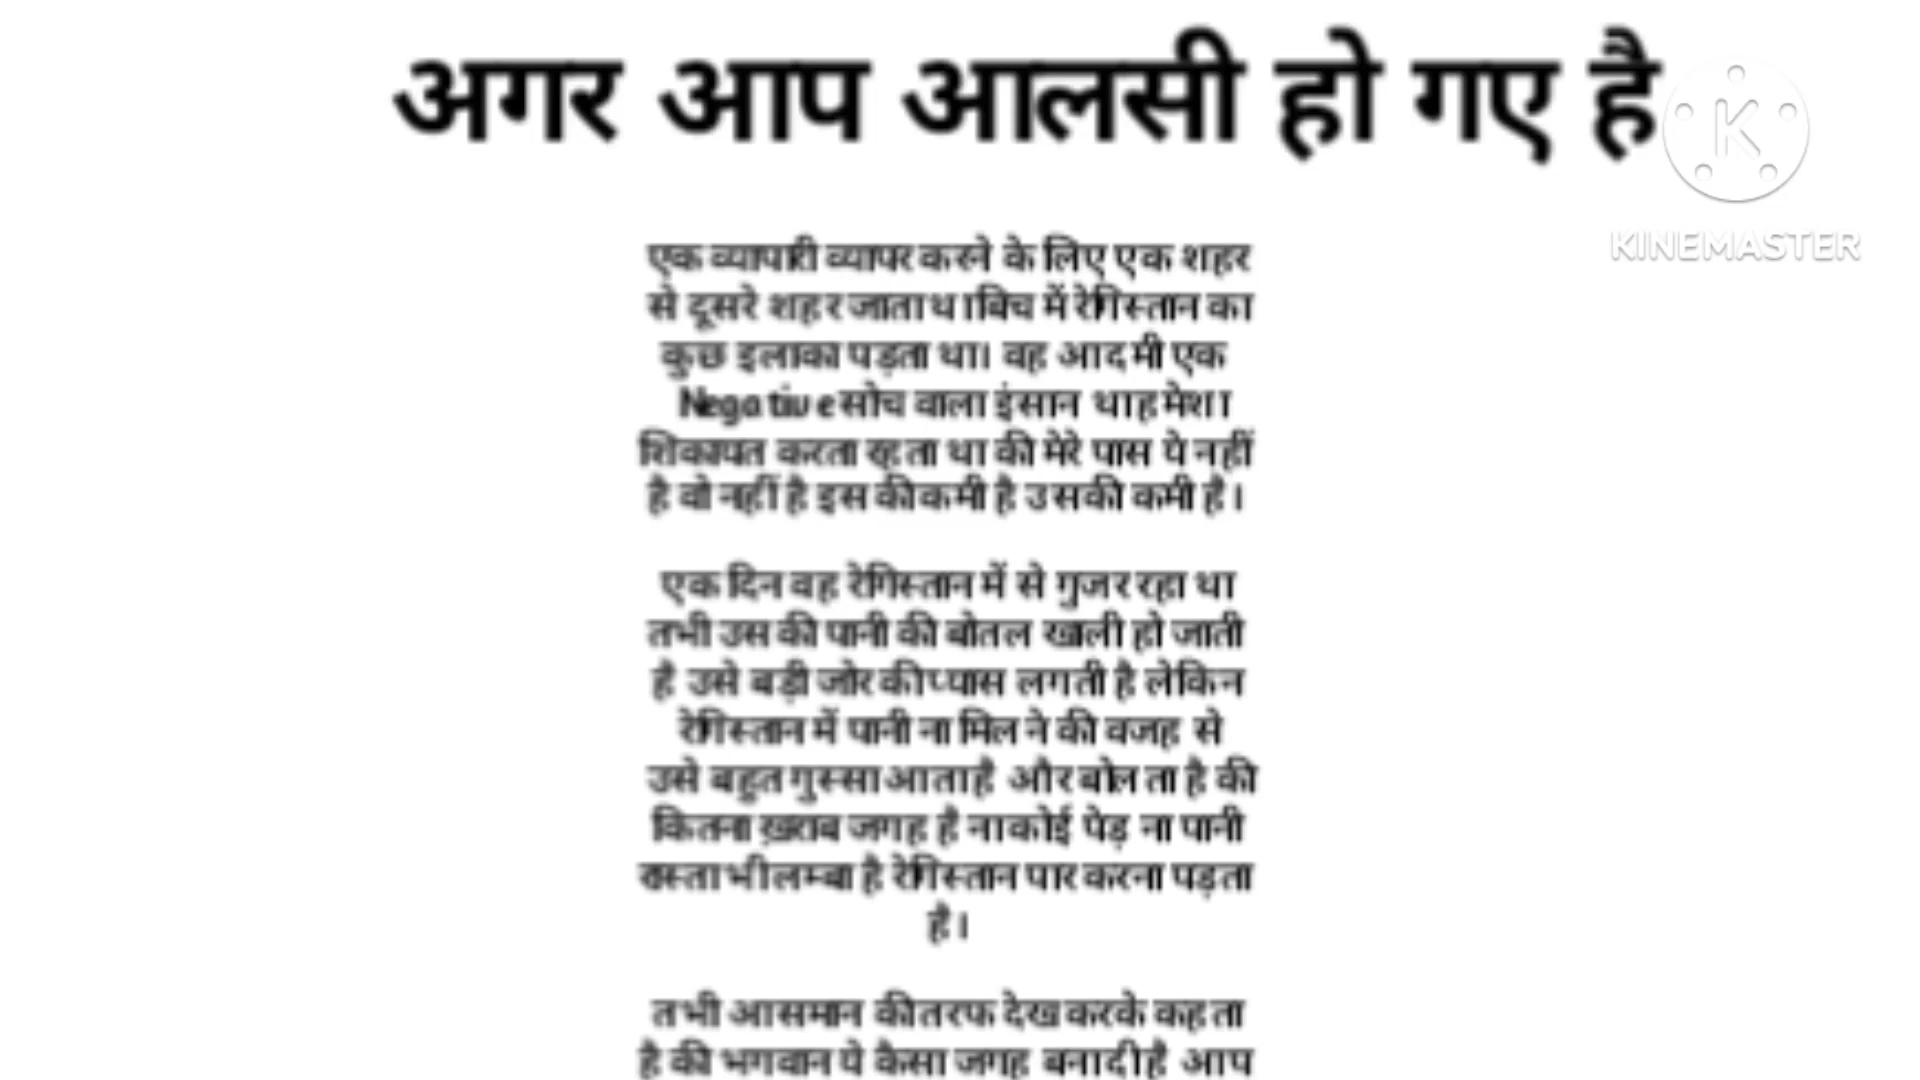 अगर आप आलसी हो गए है
KINEMASTER
एक व्यापारी व्यापर करने के लिए एक शहर
से दूसरे शहर जाता थ । बिच में रेगिस्तान का
कुछ इलाका पड़ता था। वह आदमी एक
Negative सोच वाला इंसान था हमेशा
शिकायत करता रहता था की मेरे पास ये नहीं
है वो नहीं है इस की कमी है उसकी कमी है।
एक दिन वह रेगिस्तान में से गुजर रहा था
तभी उस की पानी की बोतल खाली हो जाती
है उसे बड़ी जोर की प्यास लगती है लेकिन
रेगिस्तान में पानी ना मिलने की वजह से
उसे बहुत गुस्सा आता है और बोलता है की
कितना ख़राब जगह है ना कोई पेड़ ना पानी
रास्ता भी लम्बा है रेगिस्तान पार करना पड़ता
है।
तभी आसमान की तरफ देख करके कहता
है की भगवान ये कैसा जगह बना दी है आप